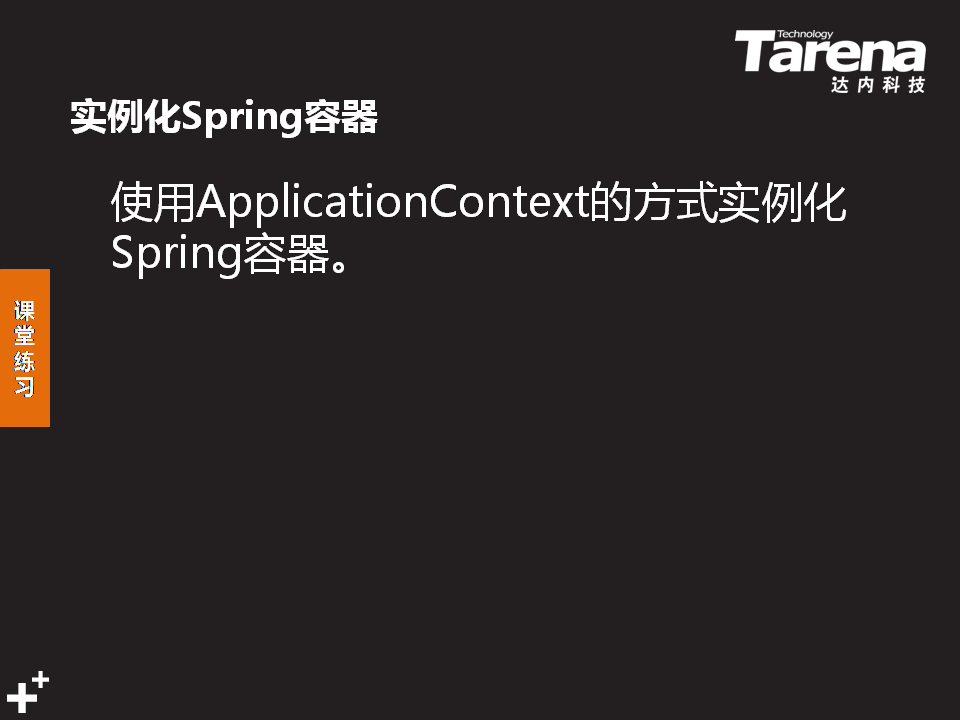 Technology
Tarena
达内科技
实例化Spring容器
使用ApplicationContext的方式实例化
Spring容器。
课
堂
练
习